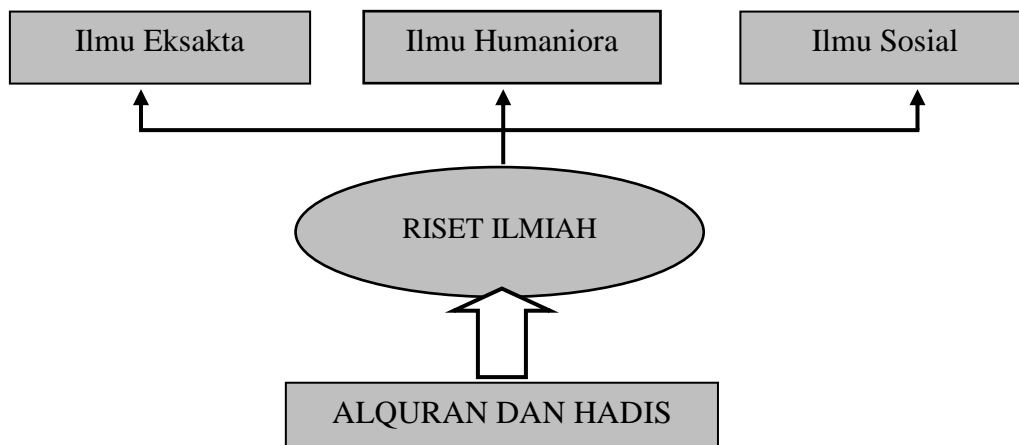 Ilmu Eksakta
Ilmu Humaniora
Ilmu Sosial
RISET ILMIAH
ALQURAN DAN HADIS